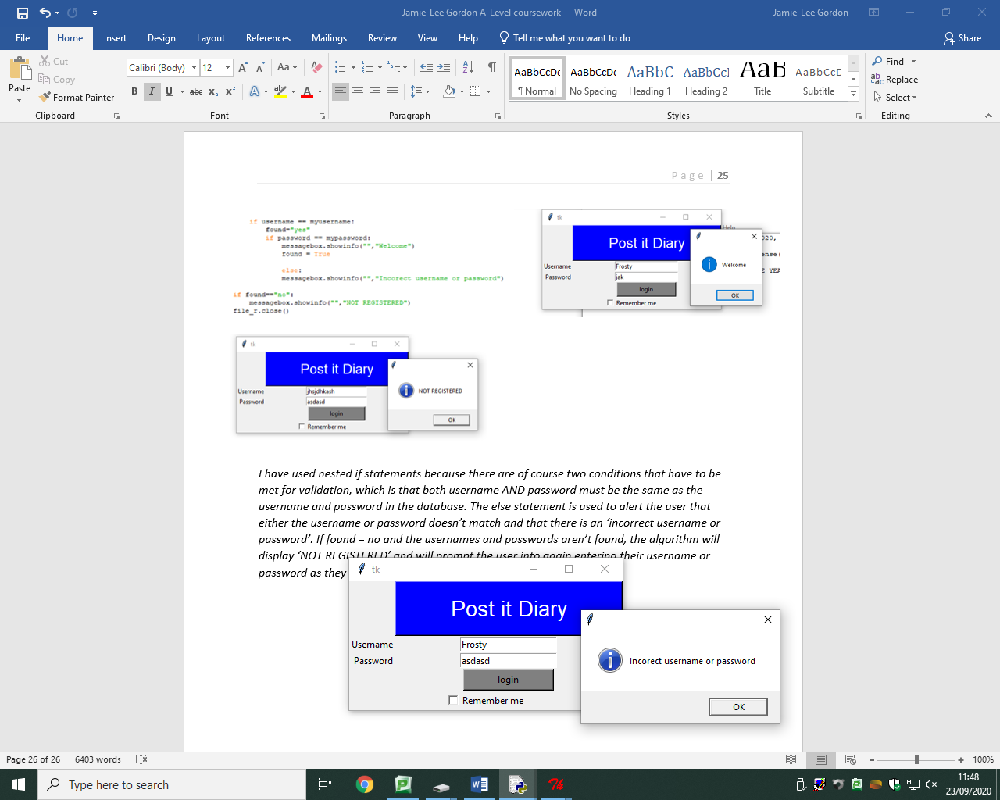 Jamie-Lee Gordon A-Level coursework - Word
Jamie-Lee Gordon
File Home Insert Design Layout References Mailings Review View Help Tell me what you want to do Share
Paste
Cut
Copy
Format Painter
Clipboard
Calibri (Body) 12
Font
Paragraph
AaBbCcDc AaBbCcDc AaBbC AaBbCcI AaB AaBbCcD
¶ Normal No Spacing Heading 1 Heading 2 Title Subtitle
Styles
Find
Replace
Select
Editing
Page | 25
if username == myusername:
found="yes"
if password == mypassword:
messagebox.showinfo("","Welcome")
found = True
else:
messagebox.showinfo("","Incorect username or password")
if found=="no":
messagebox.showinfo("","NOT REGISTERED")
file_r.close()
tk
Post it Diary
Username Frosty
Password jak
login
Remember me
Help
020,
ense(
E YEA
Welcome
OK
tk
Post it Diary
Username jhsjdhkash
Password asdasd
login
Remember me
NOT REGISTERED
OK
I have used nested if statements because there are of course two conditions that have to be
met for validation, which is that both username AND password must be the same as the
username and password in the database. The else statement is used to alert the user that
either the username or password doesn’t match and that there is an ‘incorrect username or
password’. If found = no and the usernames and passwords aren’t found, the algorithm will
display ‘NOT REGISTERED’ and will prompt the user into again entering their username or
password as they
tk
Post it Diary
Username Frosty
Password asdasd
login
Remember me
Incorect username or password
OK
Page 26 of 26 6403 words
100%
Type here to search
11:48
23/09/2020